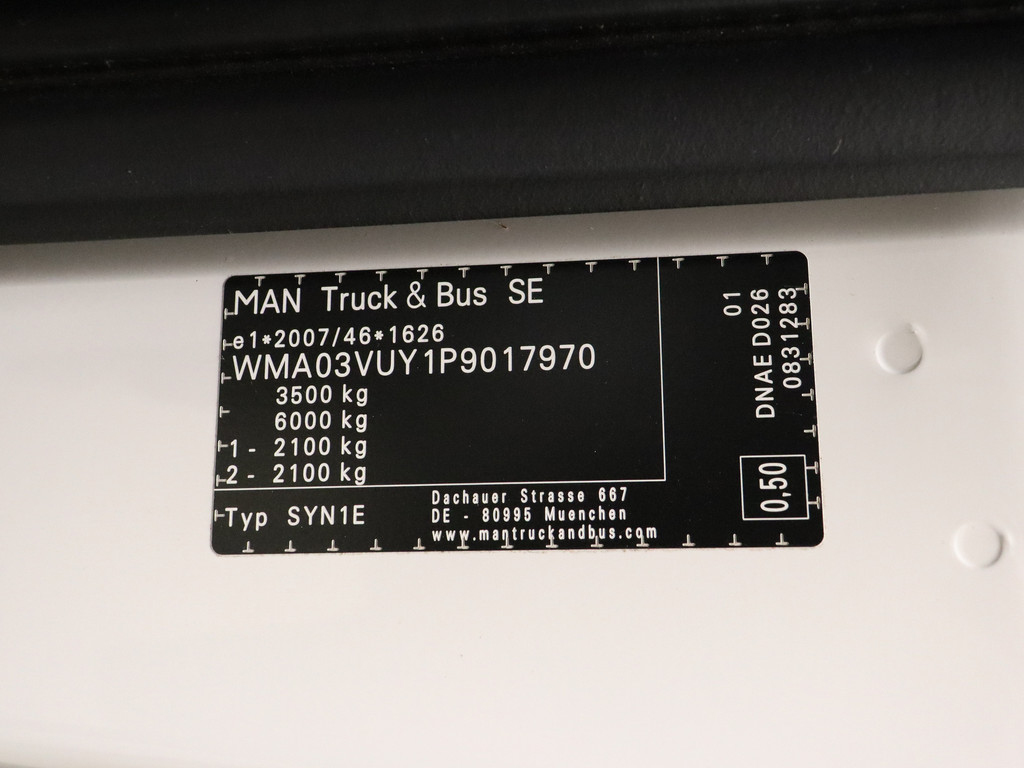 MAN Truck & Bus SE
e1*2007/46*1626
WMA03VUY1P9017970
3500 kg
6000 kg
1 - 2100 kg
2 - 2100 kg
Typ SYN1E
Dachauer Strasse 667
DE - 80995 Muenchen
www.mantruckandbus.com
01
DNAE D026
0831283
0,50